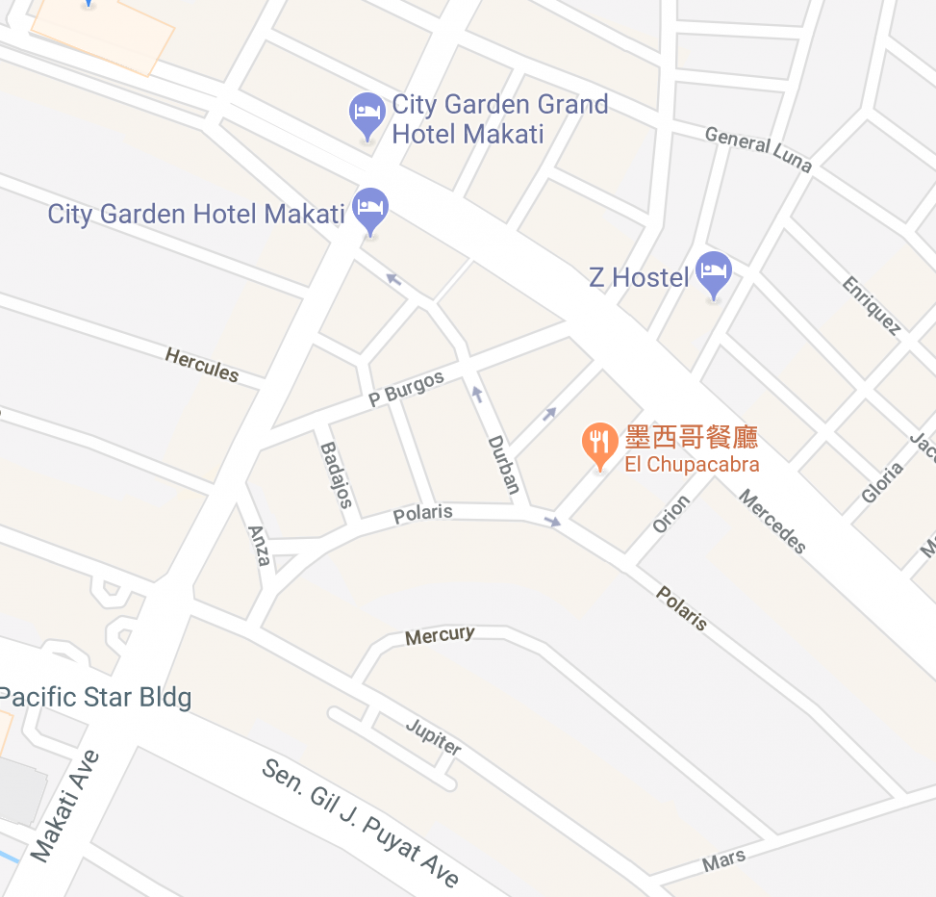 City Garden Grand
Hotel Makati
General Luna
City Garden Hotel Makati
Z Hostel
Enriquez
Hercules
P Burgos
墨西哥餐廳
El Chupacabra
Badajos
Durban
Gloria
Polaris
Orion
Mercedes
Anza
Polaris
Mercury
Pacific Star Bldg
Jupiter
Makati Ave
Sen. Gil J. Puyat Ave
Mars